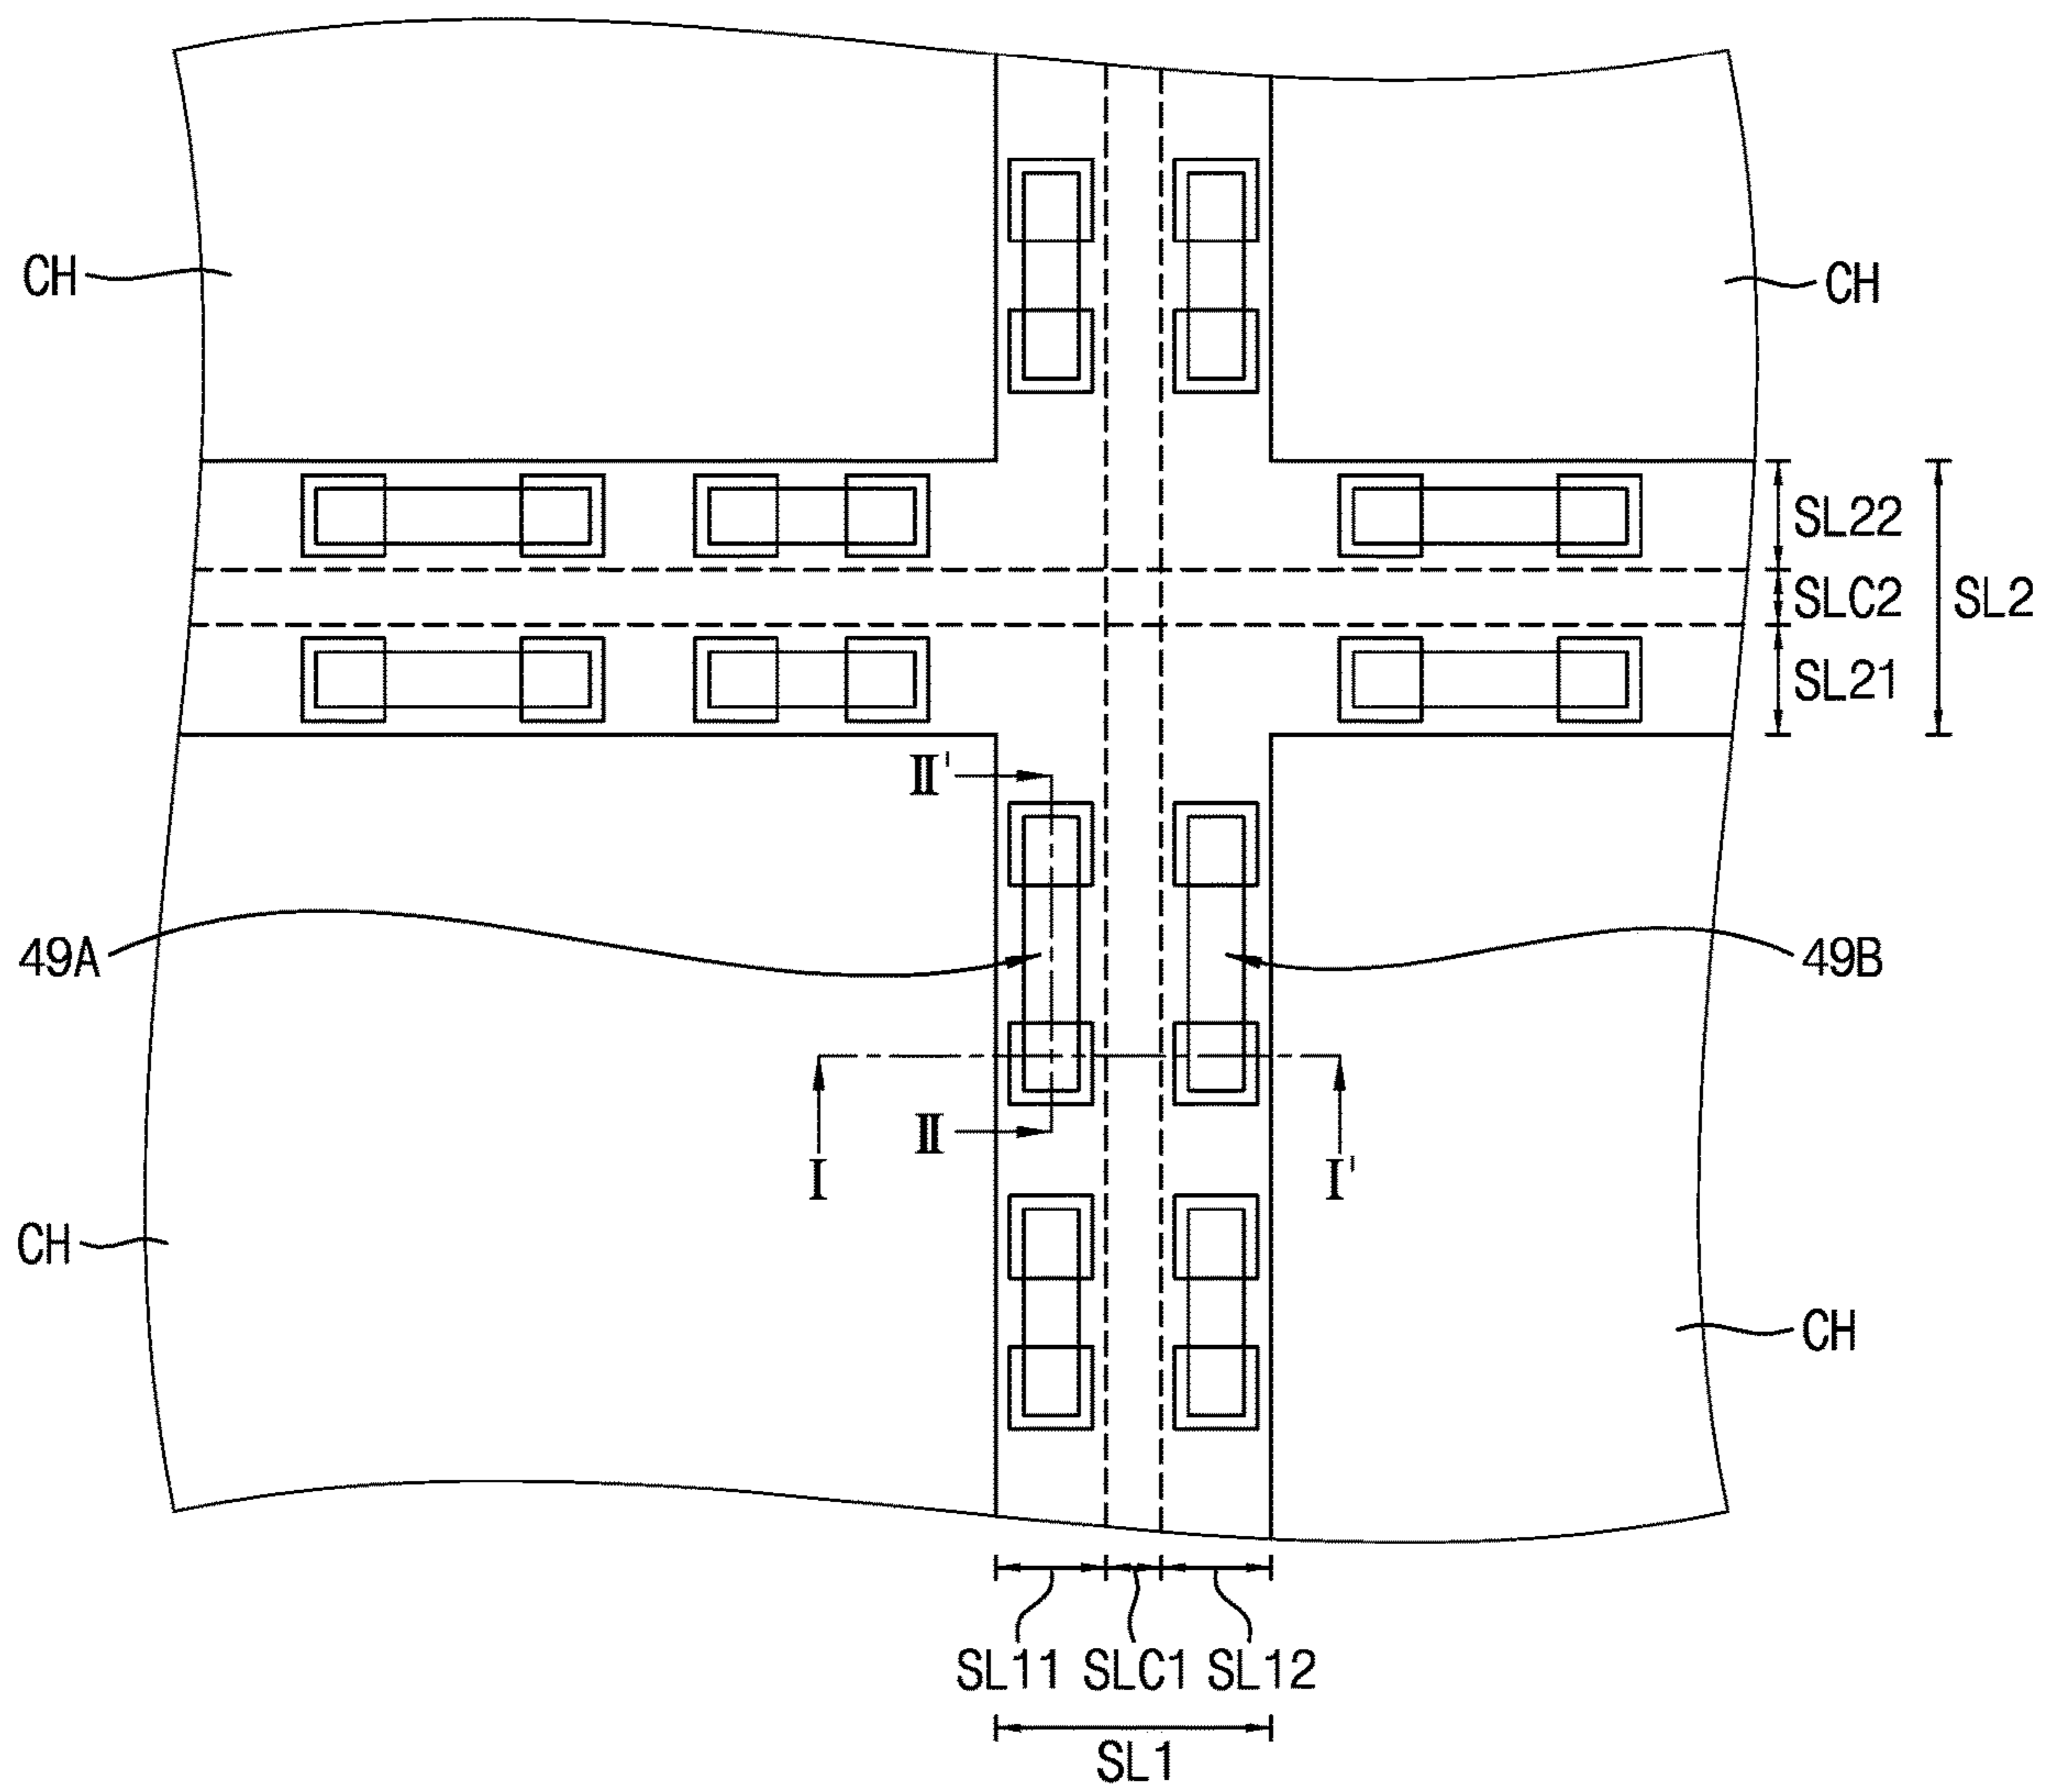 CH
CH
SL22
SLC2
SL2
SL21
II'
49A
49B
II
I
I'
CH
CH
SL11 SLC1 SL12
SL1